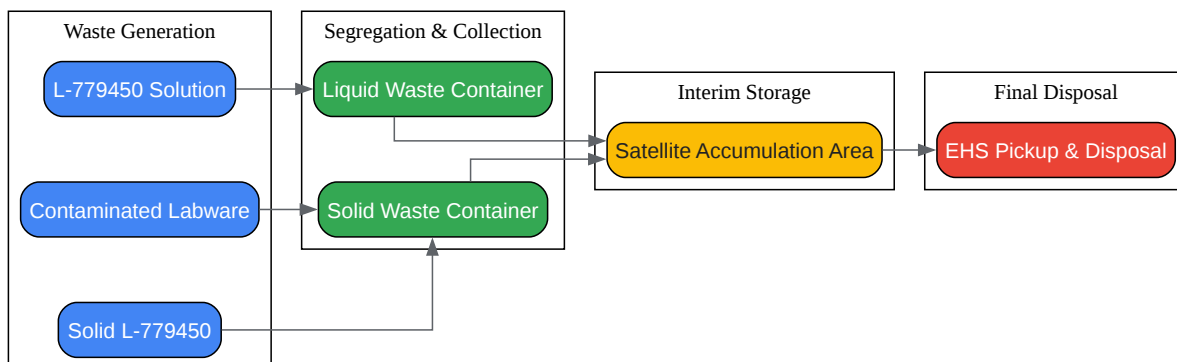 Waste Generation
L-779450 Solution
Contaminated Labware
Solid L-779450
Segregation & Collection
Liquid Waste Container
Solid Waste Container
Interim Storage
Satellite Accumulation Area
Final Disposal
EHS Pickup & Disposal